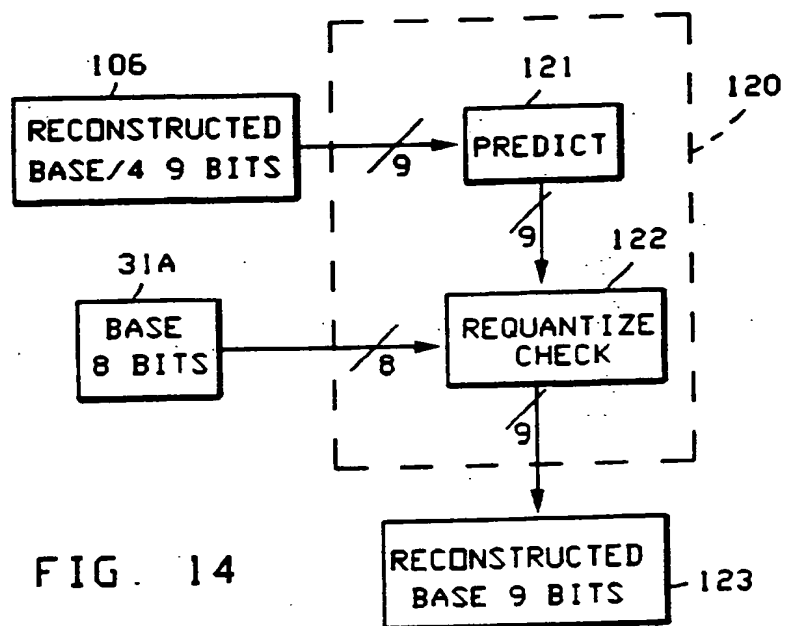 106
RECONSTRUCTED
BASE/4 9 BITS
9
121
PREDICT
120
9
31A
BASE
8 BITS
8
122
REQUANTIZE
CHECK
9
RECONSTRUCTED
BASE 9 BITS
123
FIG. 14